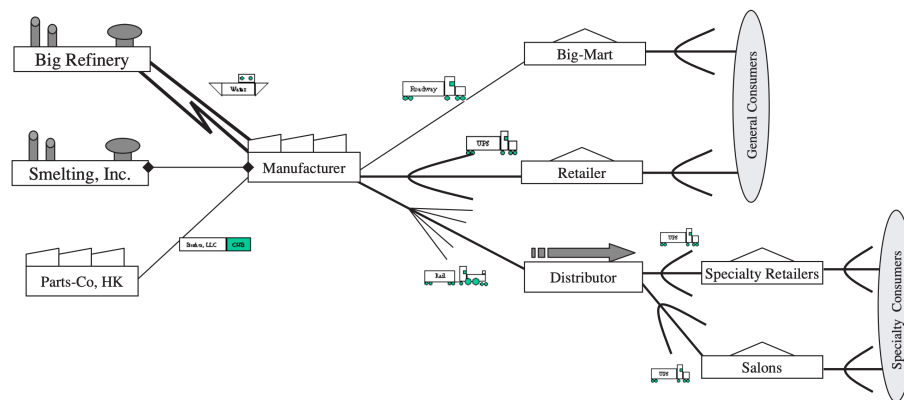 Big Refinery
Water
Roadway
Big-Mart
General Consumers
UPS
Smelting, Inc.
Manufacturer
Retailer
CHB
UPS
Parts-Co, HK
Rail
Distributor
Specialty Retailers
Specialty Consumers
UPS
Salons